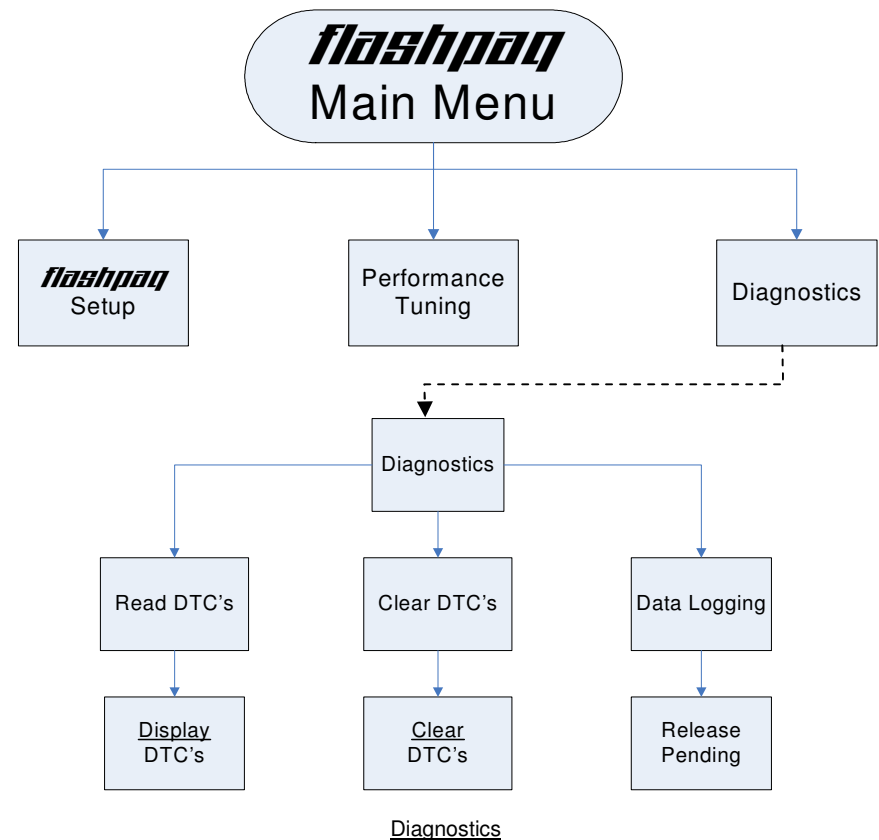 flashpaq
Main Menu
flashpaq
Setup
Performance
Tuning
Diagnostics
Diagnostics
Read DTC's
Clear DTC's
Data Logging
Display
DTC's
Clear
DTC's
Release
Pending
Diagnostics